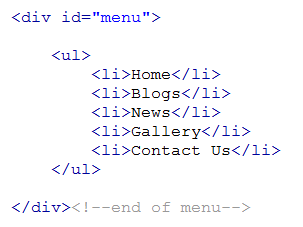 <div id="menu">
<ul>
<li>Home</li>
<li>Blogs</li>
<li>News</li>
<li>Gallery</li>
<li>Contact Us</li>
</ul>
</div><!--end of menu-->